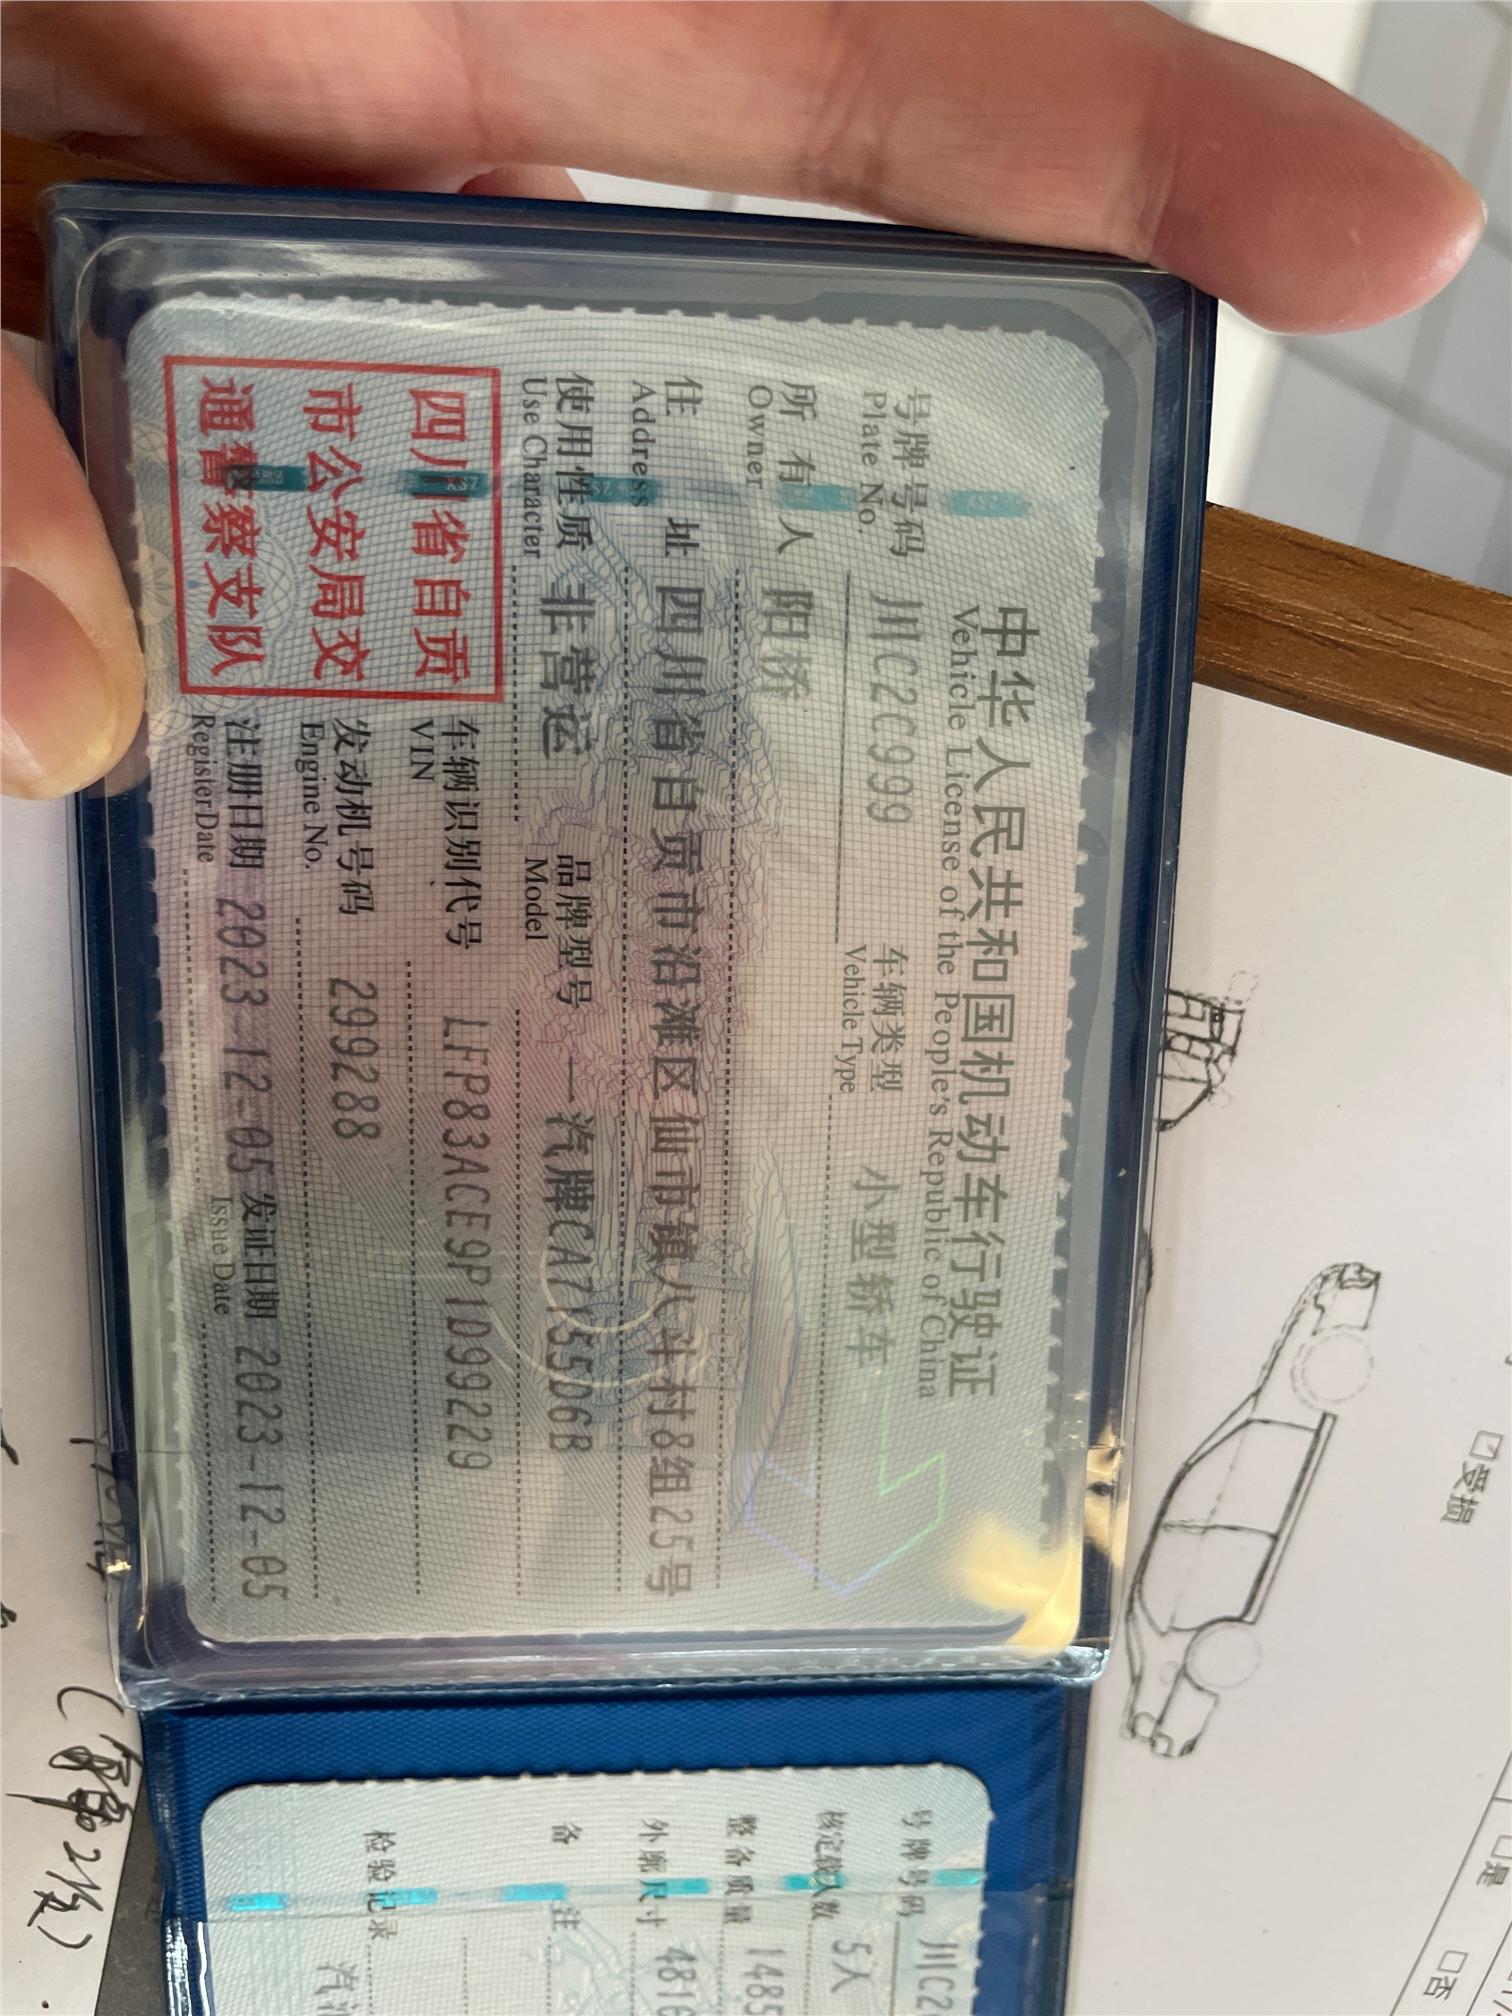 中华人民共和国机动车行驶证
Vehicle License of the People's Republic of China
号牌号码 川C2C999 车辆类型 小型轿车
Plate No. Vehicle Type
所有人 阳桥
Owner
住址 四川省自贡市沿滩区仙市镇八斗村8组25号
Address
使用性质 非营运 品牌型号 一汽牌CA7155D6B
Use Character Model
四川省自贡
市公安局交
通警察支队
车辆识别代号 LFP83ACE9P1D99229
VIN
发动机号码 299288
Engine No.
注册日期 2023-12-05 发证日期 2023-12-05
Register Date Issue Date
号牌号码 川C2
核定载人数 5人
整备质量 1485
外廓尺寸 481
备注
检验记录
受损
是
否